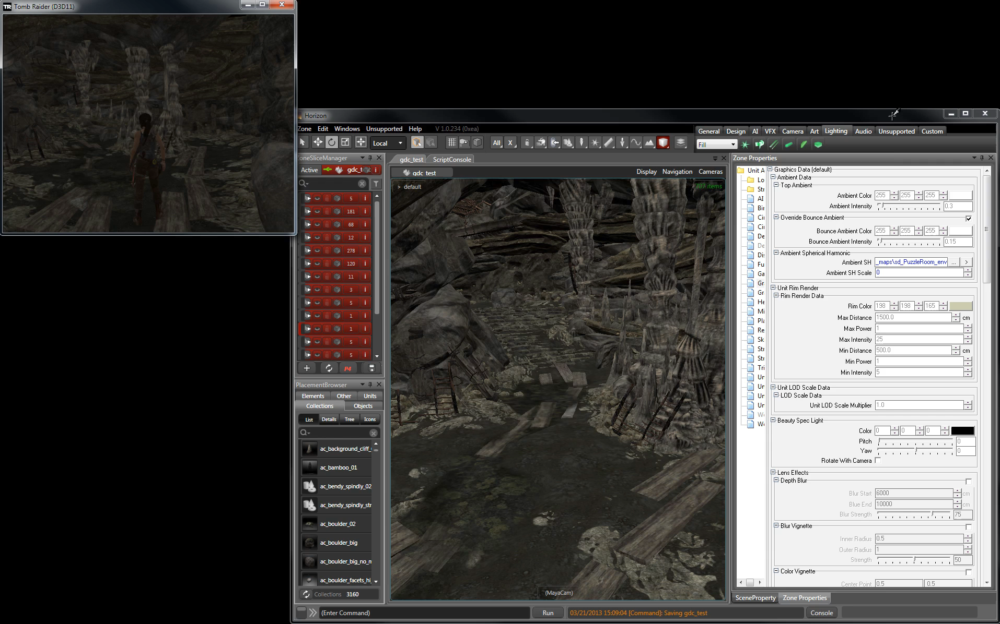 TR Tomb Raider (D3D11)
Horizon
Zone Edit Windows Unsupported Help V 1.0.234 (0xea)
General Design AI VFX Camera Art Lighting Audio Unsupported Custom
Local
All X
Fill
ZoneSliceManager
Active
5 i
181 i
68 i
12 i
278 i
120 i
11 i
3 i
5 i
1 i
1 i
5 i
5 i
P4
PlacementBrowser
Elements Other Units
Collections Objects
List Details Tree Icons
ac_background_cliff_
ac_bamboo_01
ac_bendy_spindly_02
ac_bendy_spindly_str
ac_boulder_02
ac_boulder_big
ac_boulder_big_no_m
ac_boulder_facets_hi_
Collections 3160
gdc_test ScriptConsole
gdc_test
Display Navigation Cameras
> default
707 items
(MayaCam)
Zone Properties
Unit A
Lo
Str
AI
Bir
Cir
Cir
De
De
Dis
Fu
Ga
Gr
Gr
He
Mi
Pla
Re
Sk
Str
Str
Tri
Un
Un
Un
Un
We
We
Graphics Data (default)
Ambient Data
Top Ambient
Ambient Color 255 255 255
Ambient Intensity 0.3
Override Bounce Ambient
Bounce Ambient Color 255 255 255
Bounce Ambient Intensity 0.15
Ambient Spherical Harmonic
Ambient SH _maps\sd_PuzzleRoom_env ... >
Ambient SH Scale 0
Unit Rim Render
Rim Render Data
Rim Color 198 198 165
Max Distance 1500.0 cm
Max Power 1
Max Intensity 25
Min Distance 500.0 cm
Min Power 1
Min Intensity 5
Unit LOD Scale Data
LOD Scale Data
Unit LOD Scale Multiplier 1.0
Beauty Spec Light
Color 0 0 0
Pitch 0
Yaw 0
Rotate With Camera
Lens Effects
Depth Blur
Blur Start 6000 cm
Blue End 10000 cm
Blur Strength 75
Blur Vignette
Inner Radius 0.5
Outer Radius 1
Strength 50
Color Vignette
Center Point 0.5 0.5
SceneProperty Zone Properties
(Enter Command) Run 03/21/2013 15:09:04 [Command]: Saving gdc_test Console